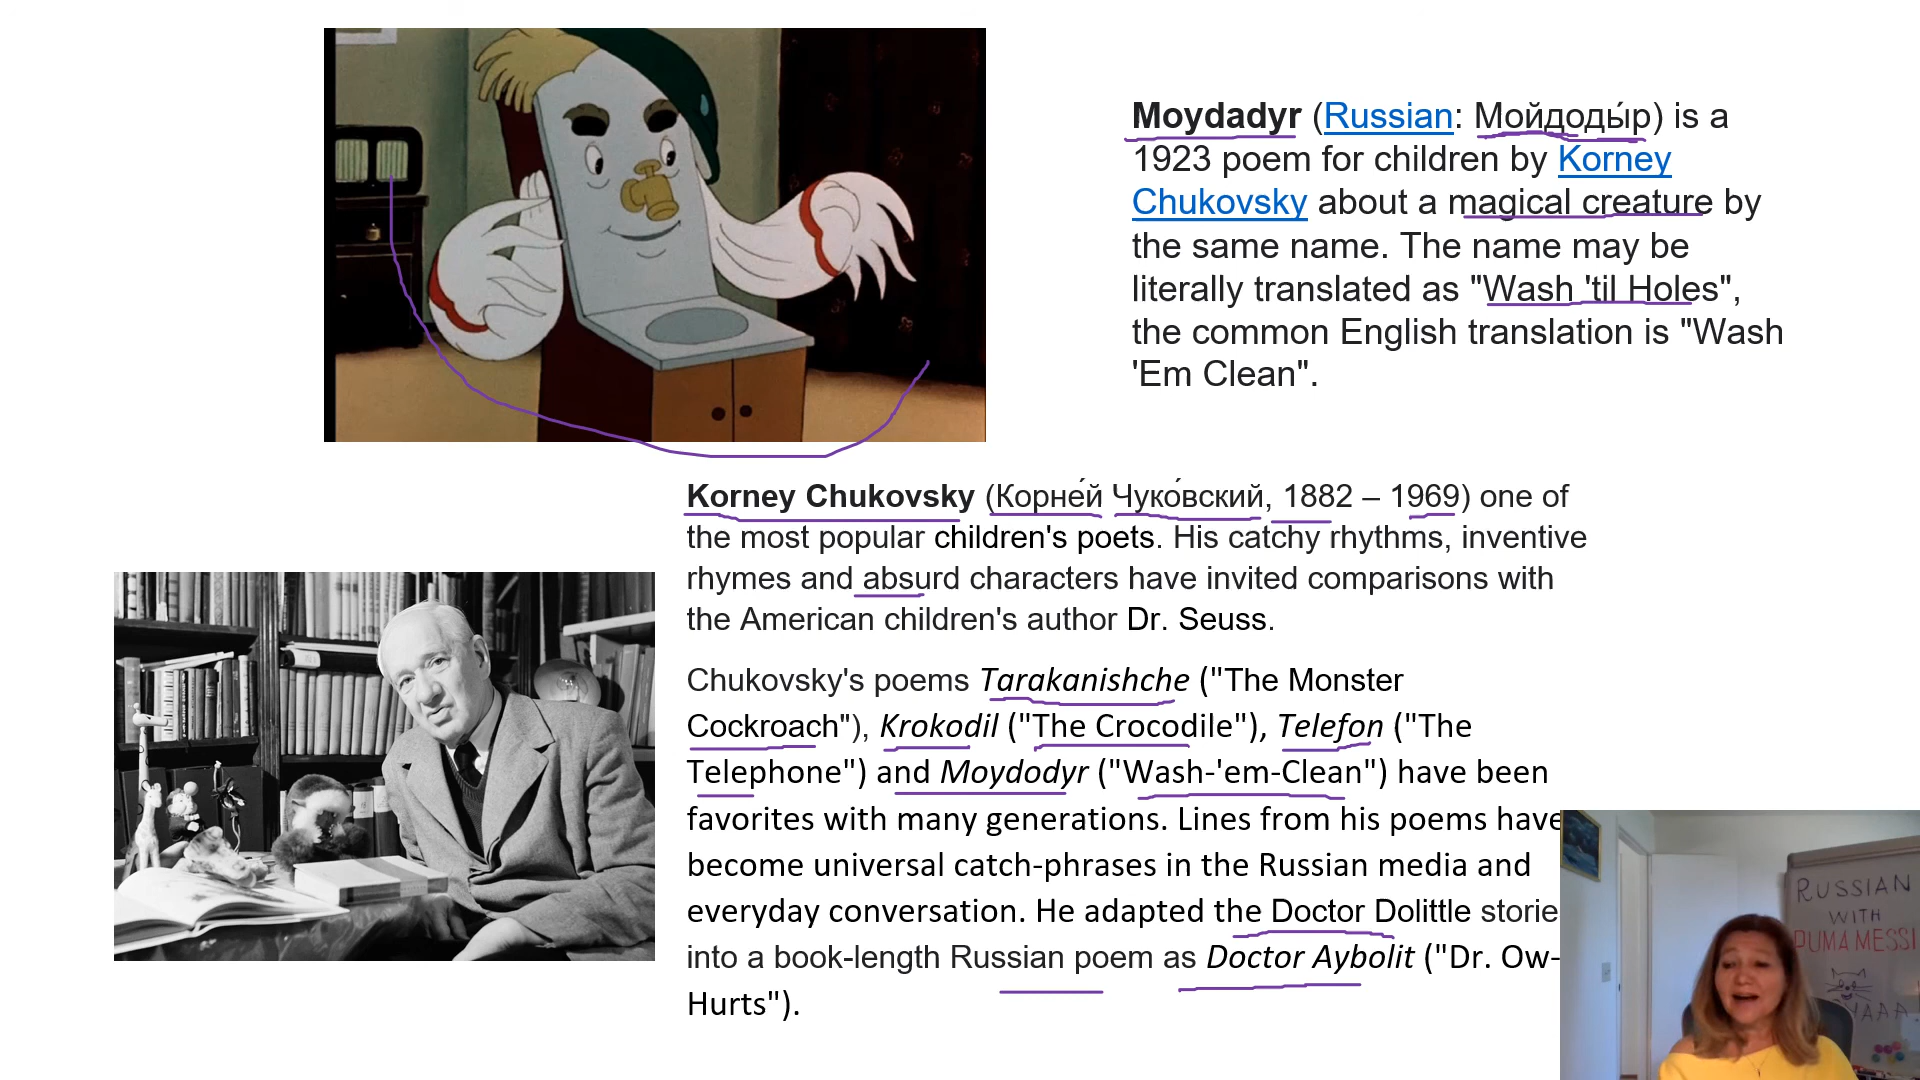 Moydadyr (Russian: Мойдоды́р) is a
1923 poem for children by Korney
Chukovsky about a magical creature by
the same name. The name may be
literally translated as "Wash 'til Holes",
the common English translation is "Wash
'Em Clean".
Korney Chukovsky (Корне́й Чуко́вский, 1882 – 1969) one of
the most popular children's poets. His catchy rhythms, inventive
rhymes and absurd characters have invited comparisons with
the American children's author Dr. Seuss.
Chukovsky's poems Tarakanishche ("The Monster
Cockroach"), Krokodil ("The Crocodile"), Telefon ("The
Telephone") and Moydodyr ("Wash-'em-Clean") have been
favorites with many generations. Lines from his poems have
become universal catch-phrases in the Russian media and
everyday conversation. He adapted the Doctor Dolittle storie
into a book-length Russian poem as Doctor Aybolit ("Dr. Ow-
Hurts").
RUSSIAN
WITH
PUMA MESSI